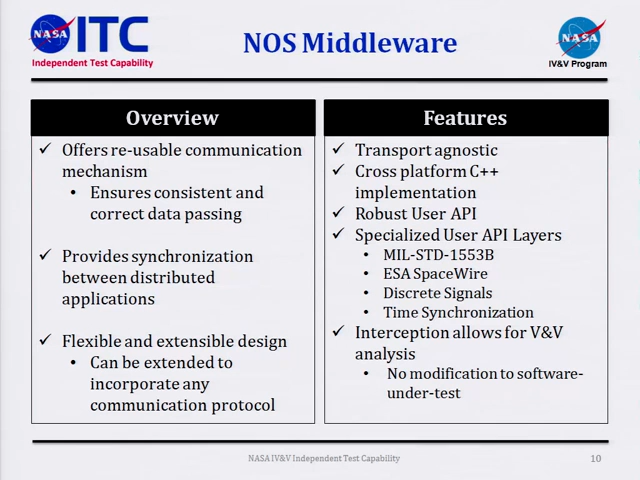 NASA ITC
Independent Test Capability
NOS Middleware
NASA
IV&V Program
Overview
✓ Offers re-usable communication
mechanism
• Ensures consistent and
correct data passing
✓ Provides synchronization
between distributed
applications
✓ Flexible and extensible design
• Can be extended to
incorporate any
communication protocol
Features
✓ Transport agnostic
✓ Cross platform C++
implementation
✓ Robust User API
✓ Specialized User API Layers
• MIL-STD-1553B
• ESA SpaceWire
• Discrete Signals
• Time Synchronization
✓ Interception allows for V&V
analysis
• No modification to software-
under-test
NASA IV&V Independent Test Capability
10